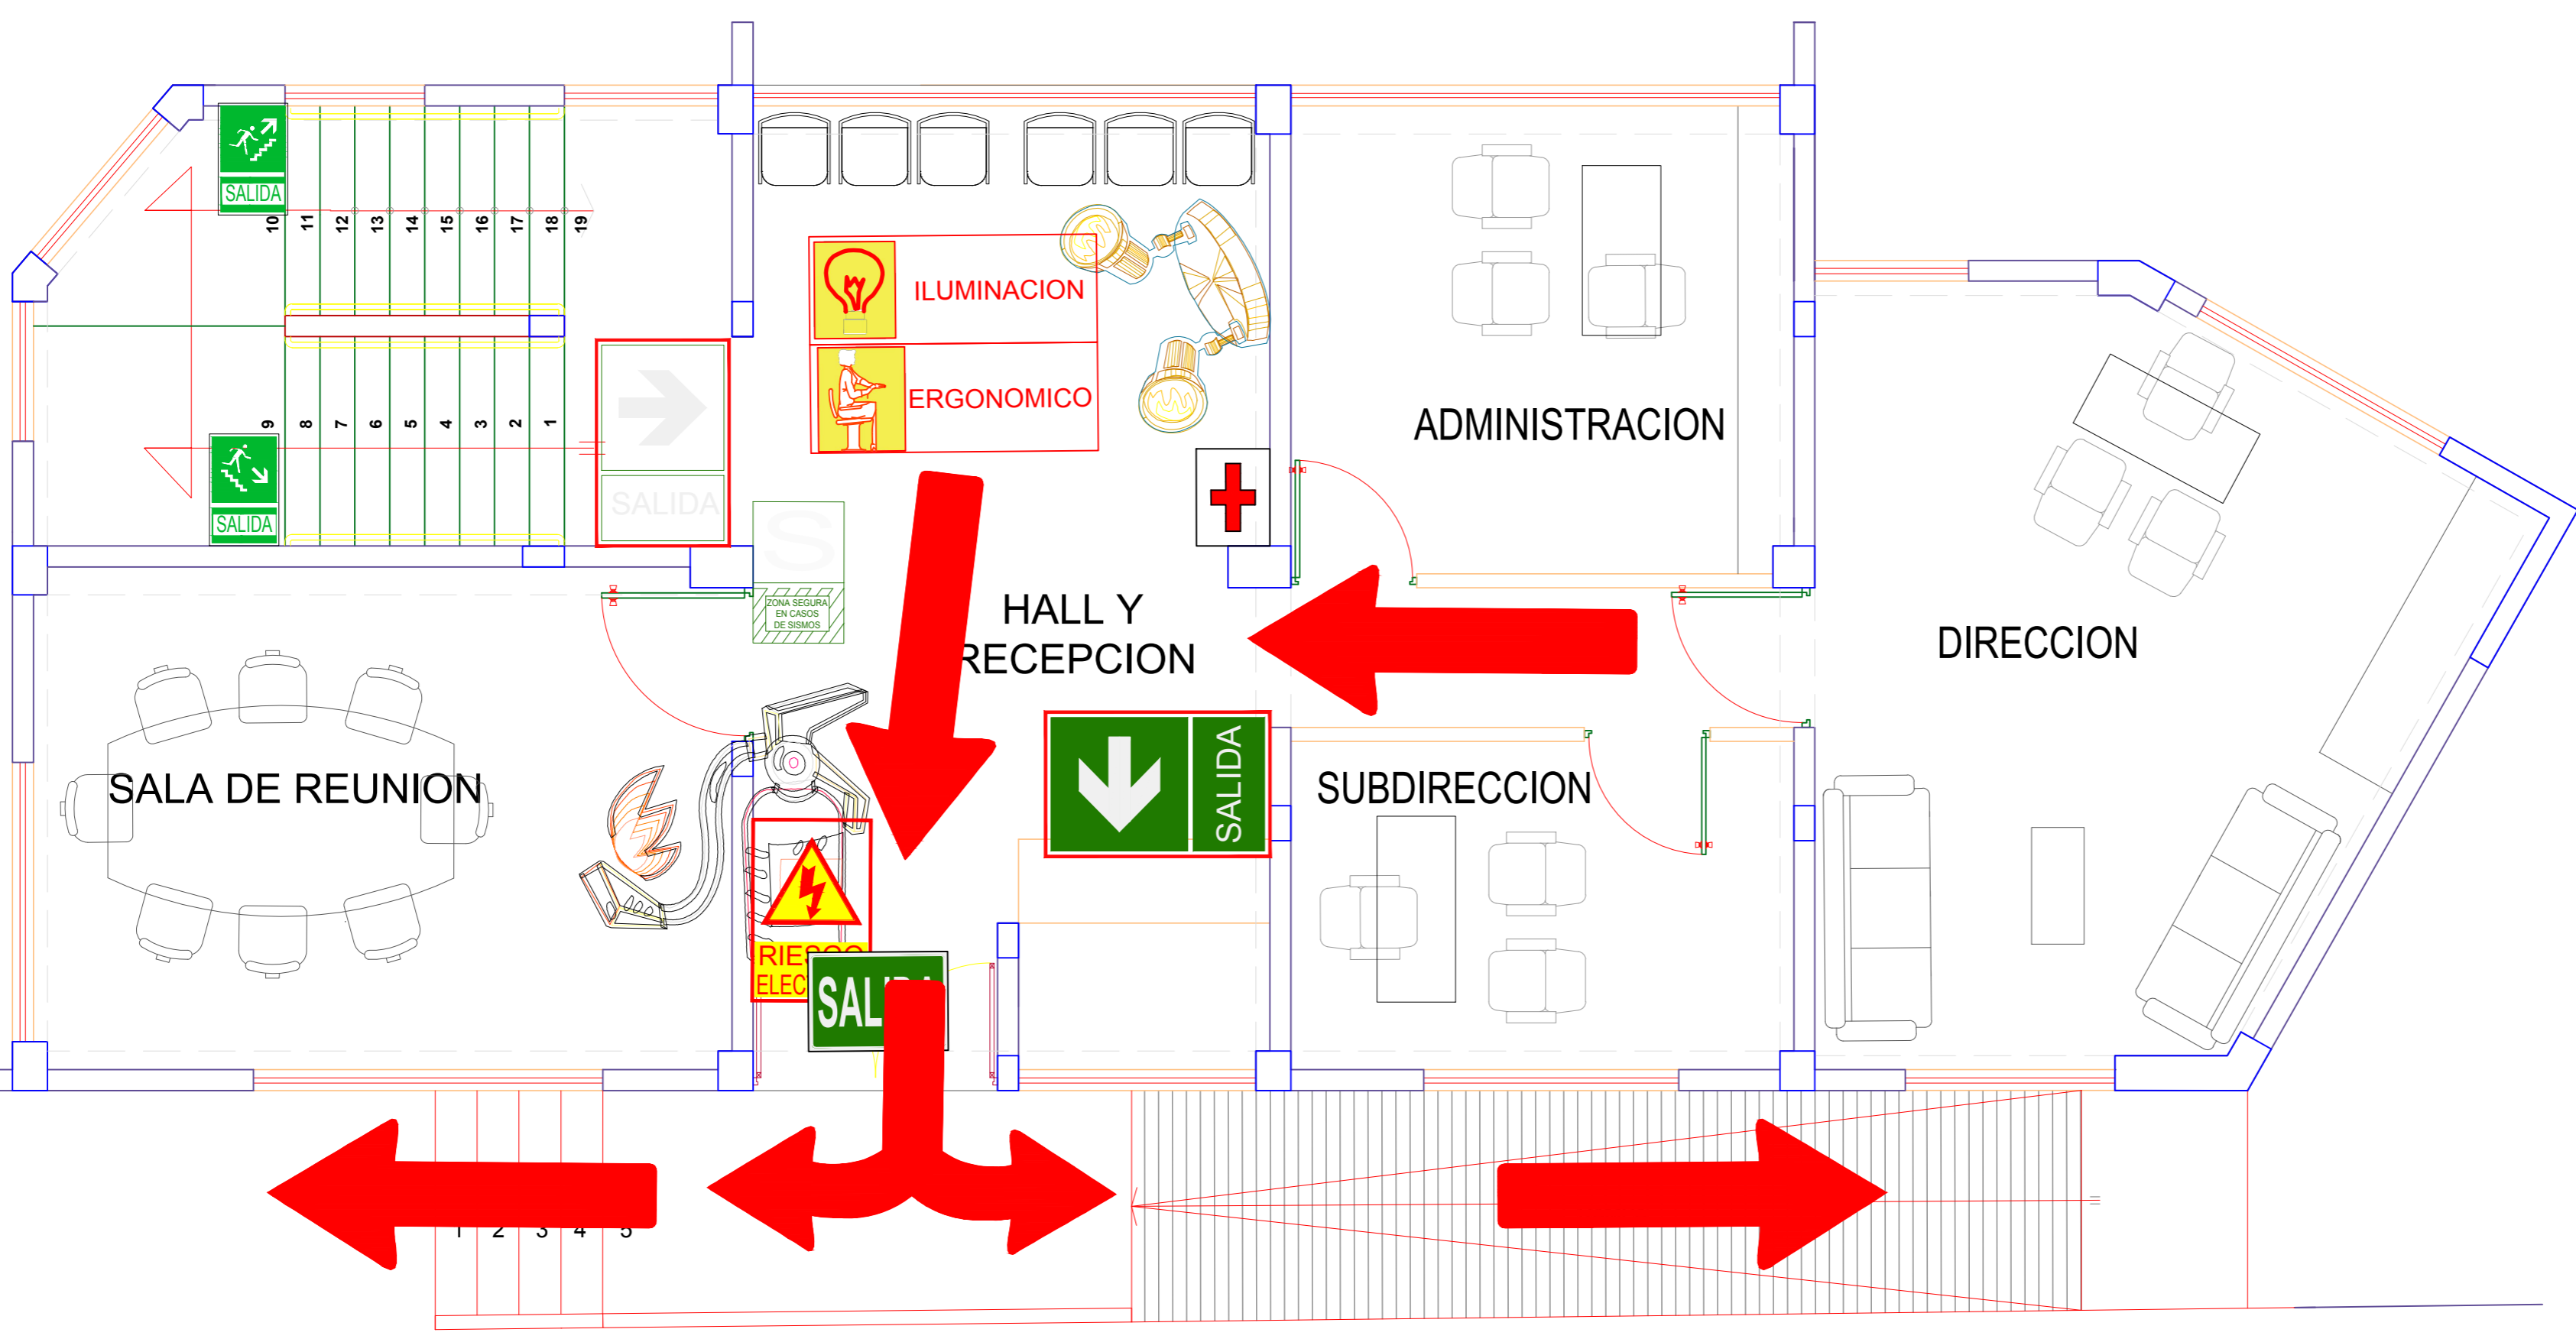 SALIDA
10
11
12
13
14
15
16
17
18
19
ILUMINACION
ERGONOMICO
9
8
7
6
5
4
3
2
1
SALIDA
SALIDA
S
ZONA SEGURA
EN CASOS
DE SISMOS
ADMINISTRACION
HALL Y
RECEPCION
DIRECCION
SALA DE REUNION
SALIDA
SUBDIRECCION
1 2 3 4 5